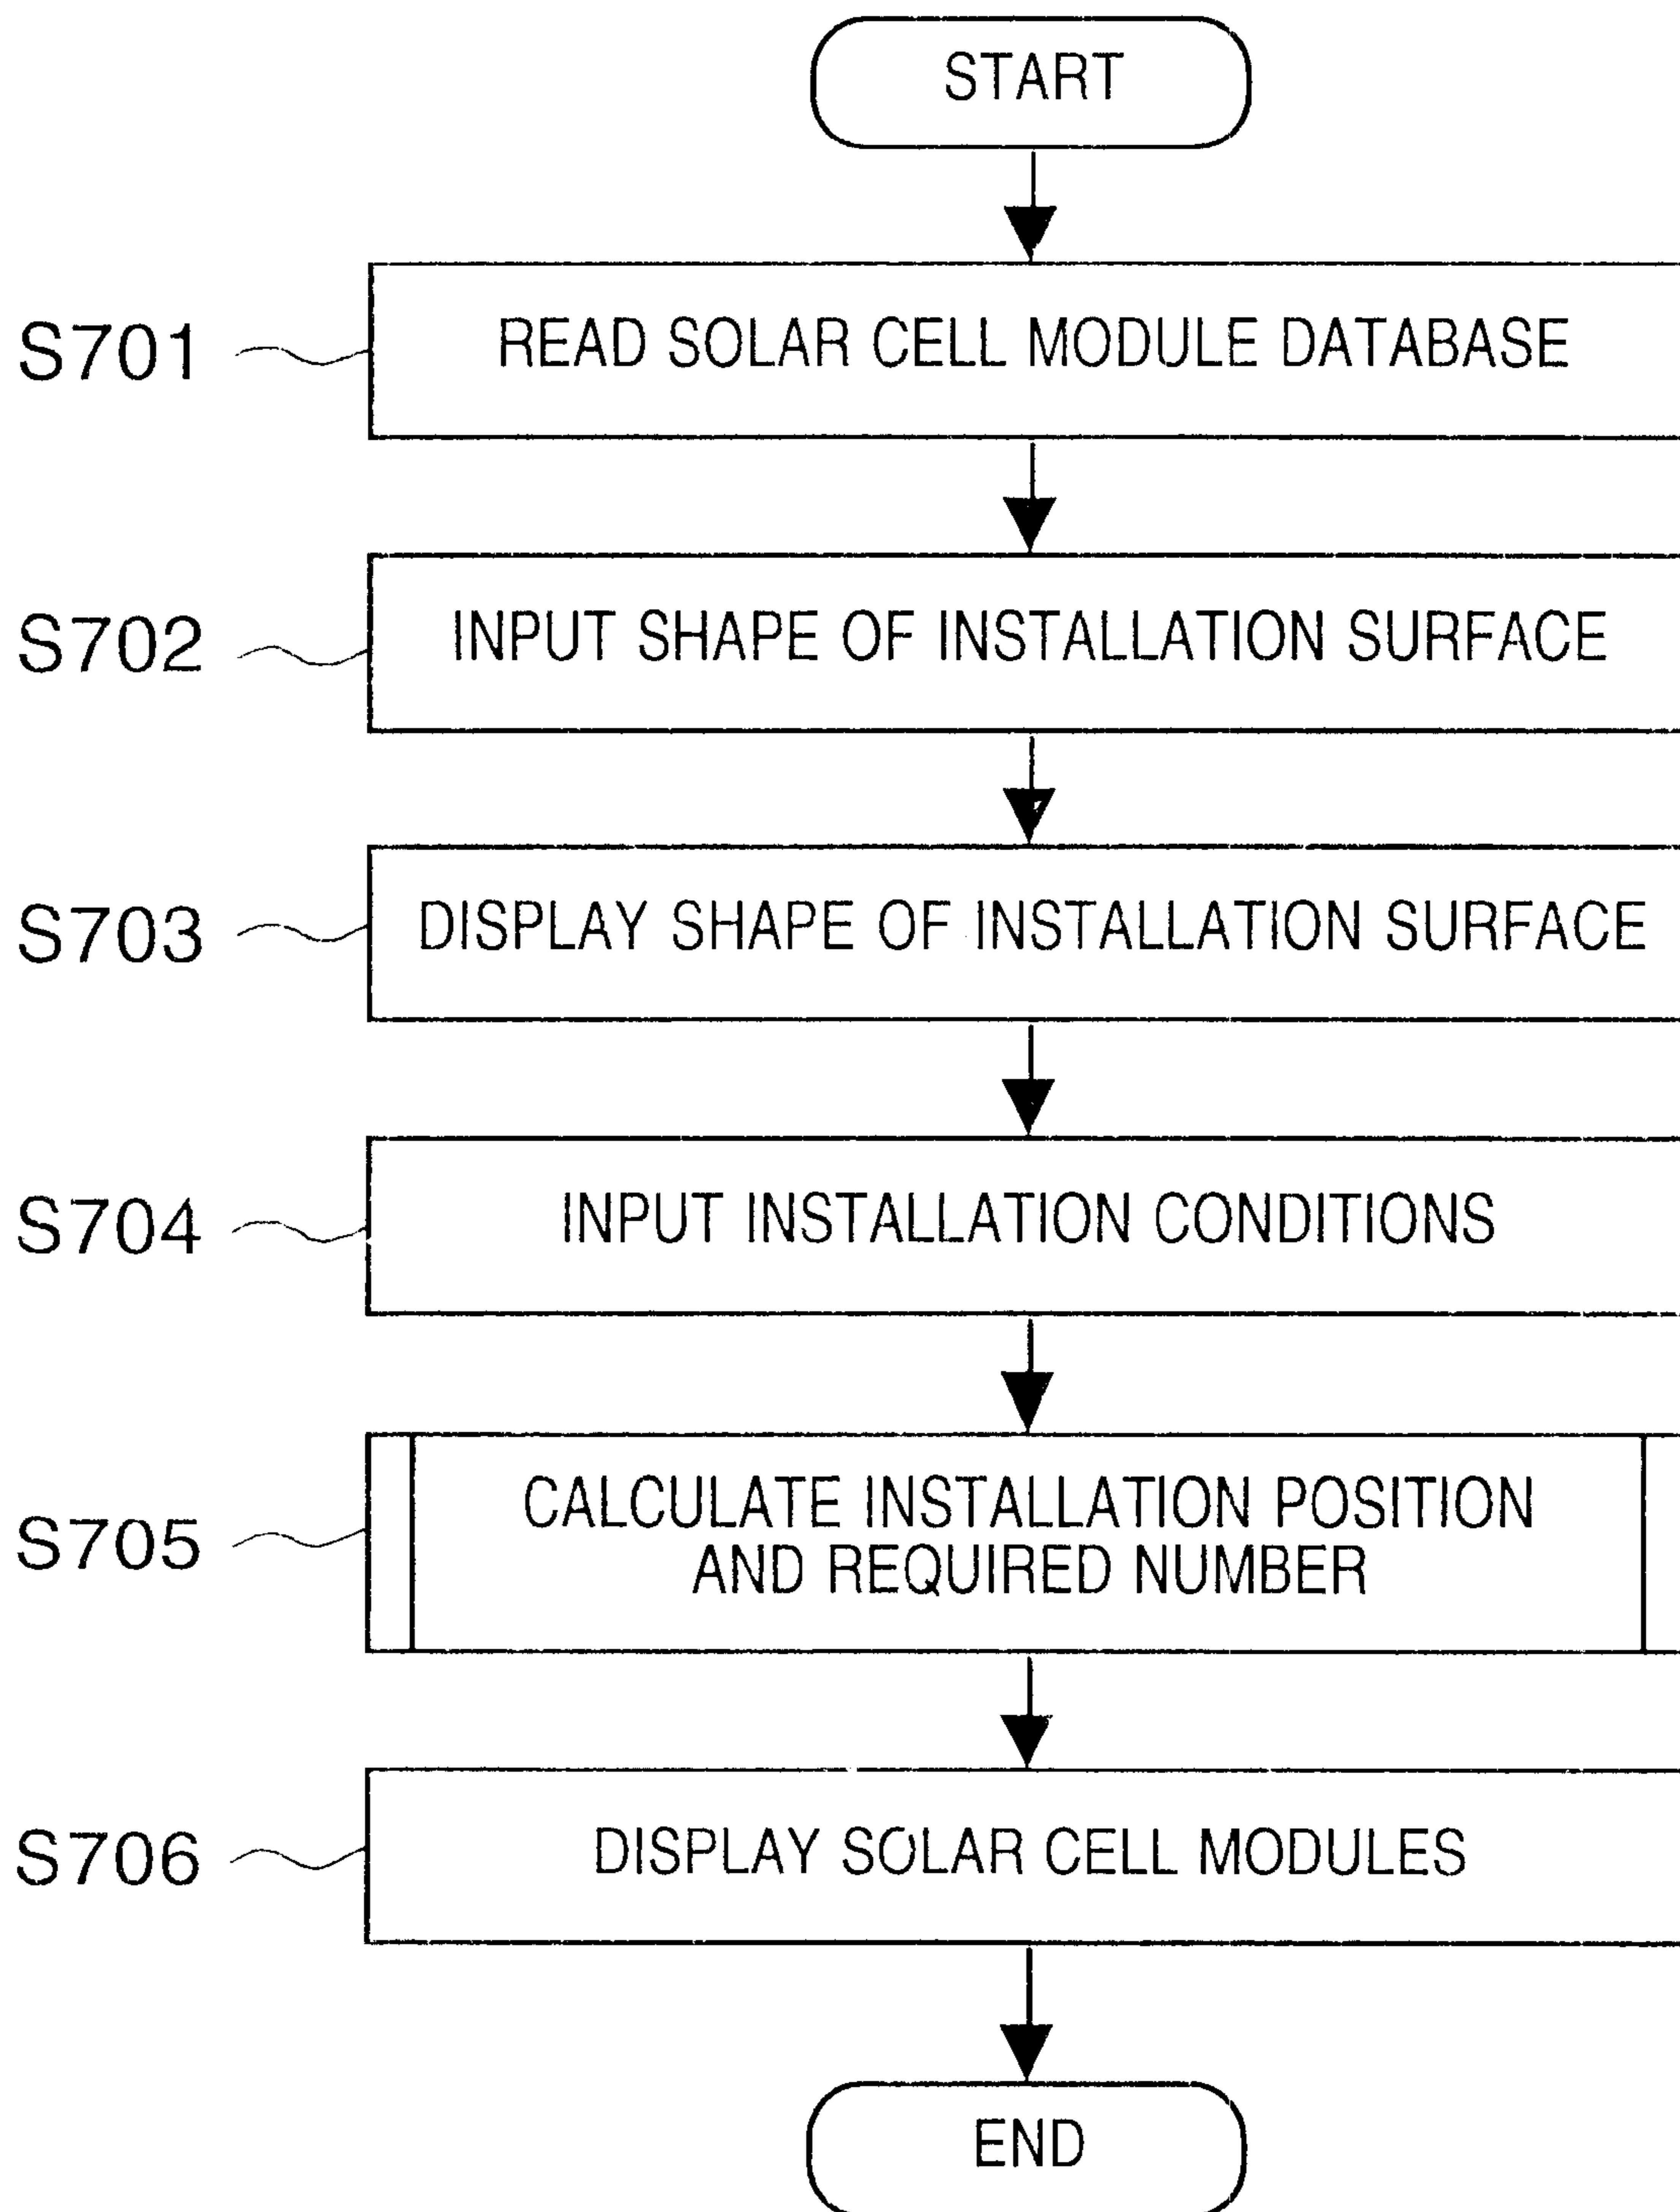 START
S701 READ SOLAR CELL MODULE DATABASE
S702 INPUT SHAPE OF INSTALLATION SURFACE
S703 DISPLAY SHAPE OF INSTALLATION SURFACE
S704 INPUT INSTALLATION CONDITIONS
S705 CALCULATE INSTALLATION POSITION
AND REQUIRED NUMBER
S706 DISPLAY SOLAR CELL MODULES
END